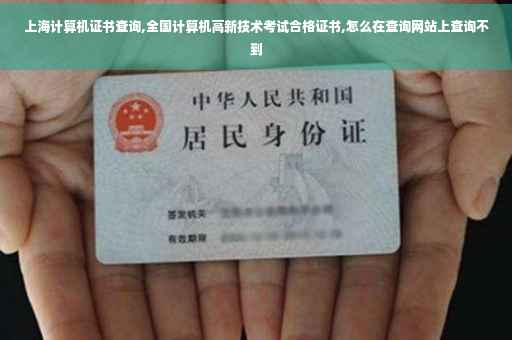 上海计算机证书查询,全国计算机高新技术考试合格证书,怎么在查询网站上查询不
到
中华人民共和国
居民身份证
签发机关
有效期限